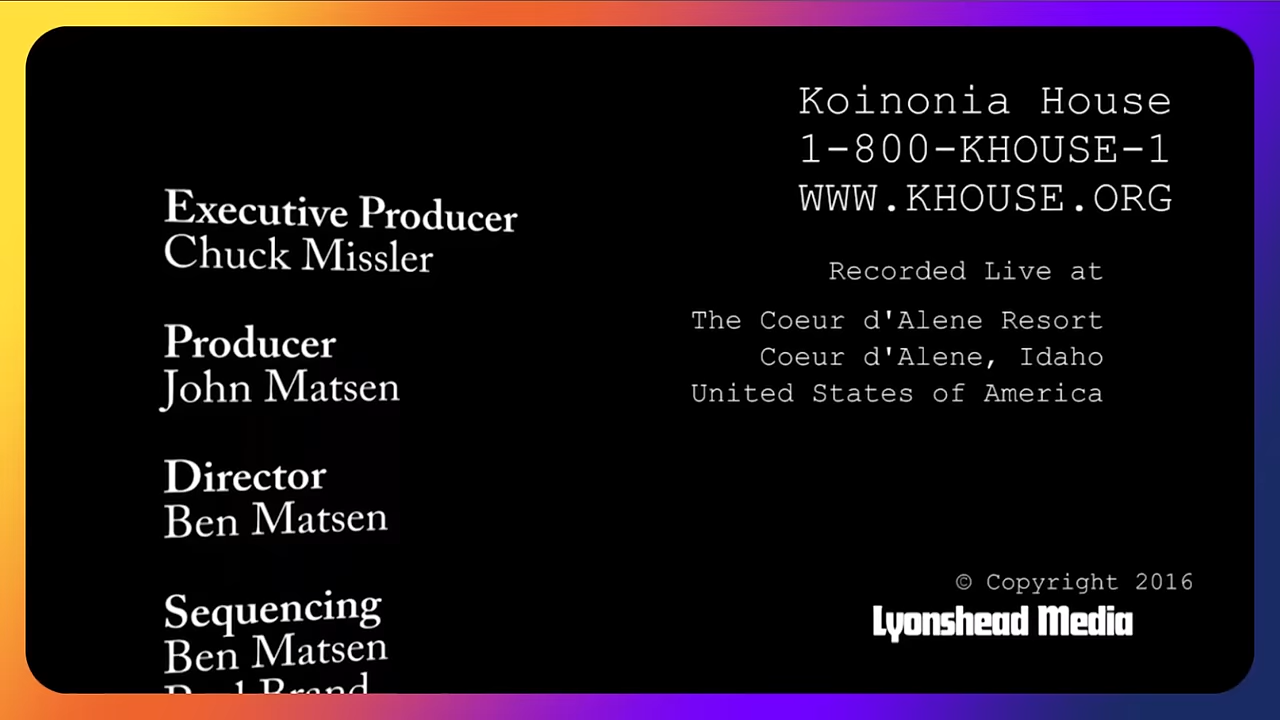 Executive Producer
Chuck Missler
Producer
John Matsen
Director
Ben Matsen
Sequencing
Ben Matsen
Brand
Koinonia House
1-800-KHOUSE-1
WWW.KHOUSE.ORG
Recorded Live at
The Coeur d'Alene Resort
Coeur d'Alene, Idaho
United States of America
© Copyright 2016
Lyonshead Media